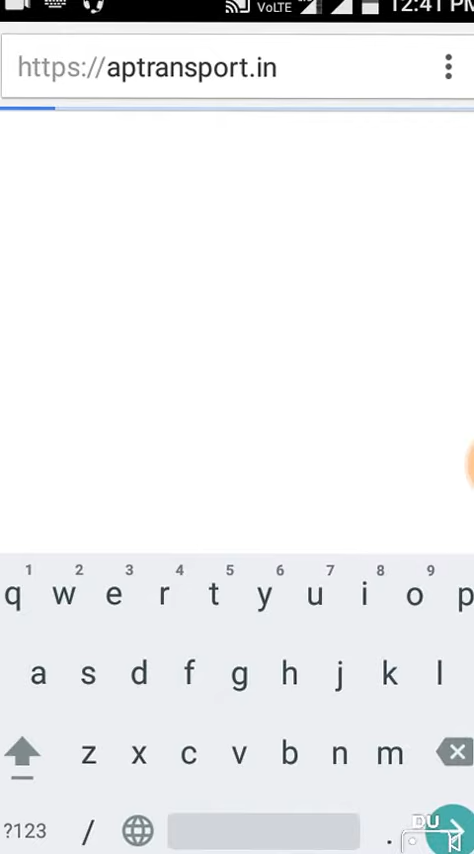 VoLTE 12:41 PM
https://aptransport.in
1 2 3 4 5 6 7 8 9
q w e r t y u i o p
a s d f g h j k l
z x c v b n m
?123 / .
DU